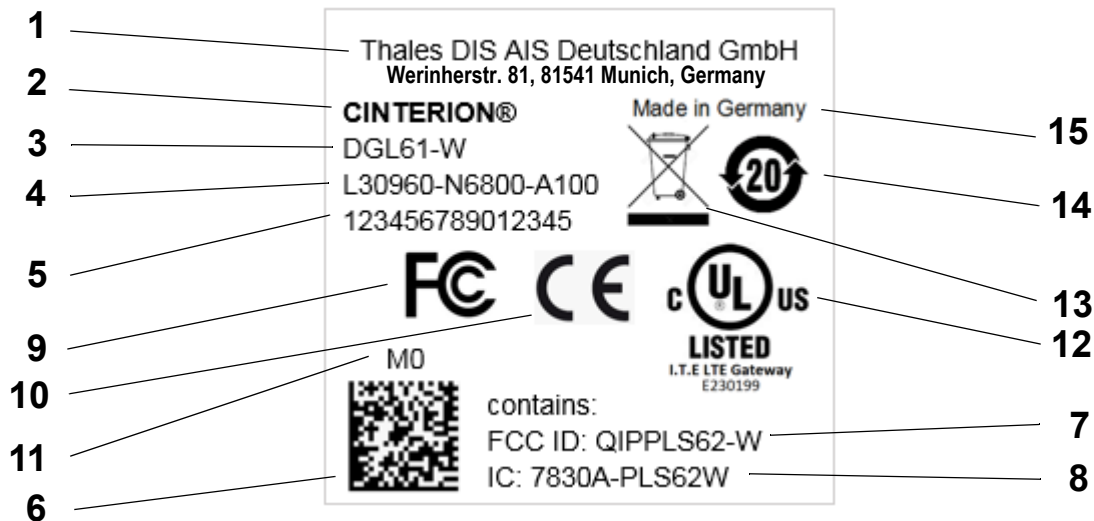 1
Thales DIS AIS Deutschland GmbH
Werinherstr. 81, 81541 Munich, Germany
2
CINTERION®
Made in Germany
15
3
DGL61-W
4
L30960-N6800-A100
20
14
5
123456789012345
FC
CE
C UL® US
13
9
LISTED
12
I.T.E LTE Gateway
E230199
10
M0
11
contains:
7
FCC ID: QIPPLS62-W
6
IC: 7830A-PLS62W
8